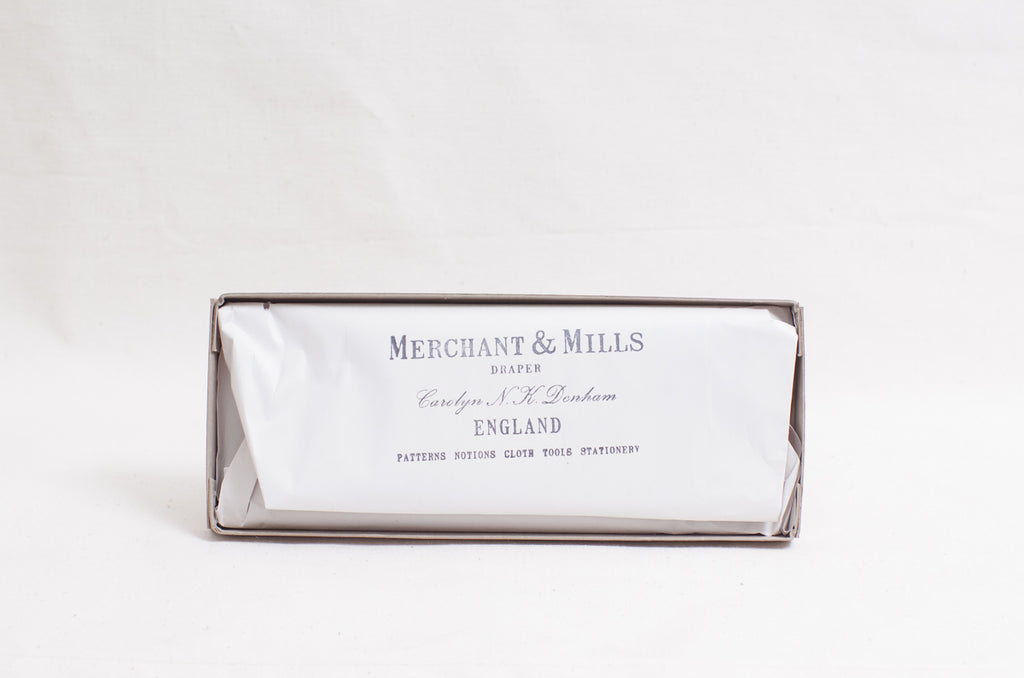 MERCHANT & MILLS
DRAPER
Carolyn N. K. Denham
ENGLAND
PATTERNS NOTIONS CLOTH TOOLS STATIONERY